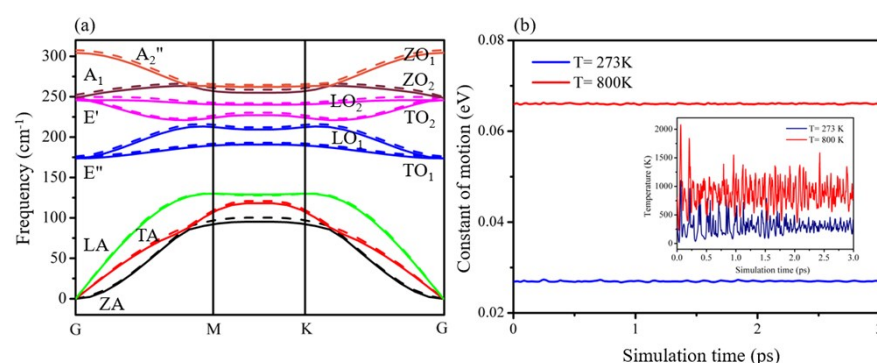 (a)
300
250
200
150
100
50
0
Frequency (cm⁻¹)
A₂"
A₁
E'
E"
LA
TA
ZA
ZO₁
ZO₂
LO₂
TO₂
LO₁
TO₁
G
M
K
G
(b)
0.08
0.06
0.04
0.02
Constant of motion (eV)
T= 273K
T= 800K
0
1
2
3
Simulation time (ps)
T= 273 K
T= 800 K
2000
1500
1000
500
0
Temperature (K)
0.0 0.5 1.0 1.5 2.0 2.5 3.0
Simulation time (ps)